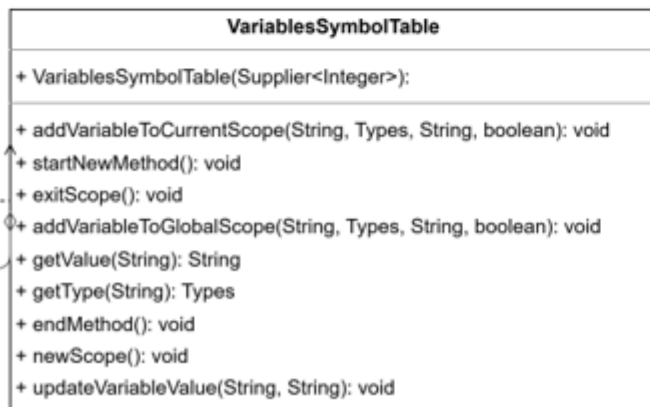 VariablesSymbolTable
+ VariablesSymbolTable(Supplier<Integer>):
+ addVariableToCurrentScope(String, Types, String, boolean): void
+ startNewMethod(): void
+ exitScope(): void
+ addVariableToGlobalScope(String, Types, String, boolean): void
+ getValue(String): String
+ getType(String): Types
+ endMethod(): void
+ newScope(): void
+ updateVariableValue(String, String): void